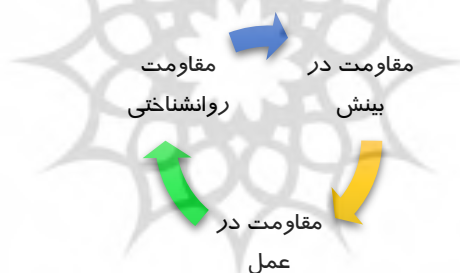 مقاومت در
بینش
مقاومت
روانشناختی
مقاومت در
عمل